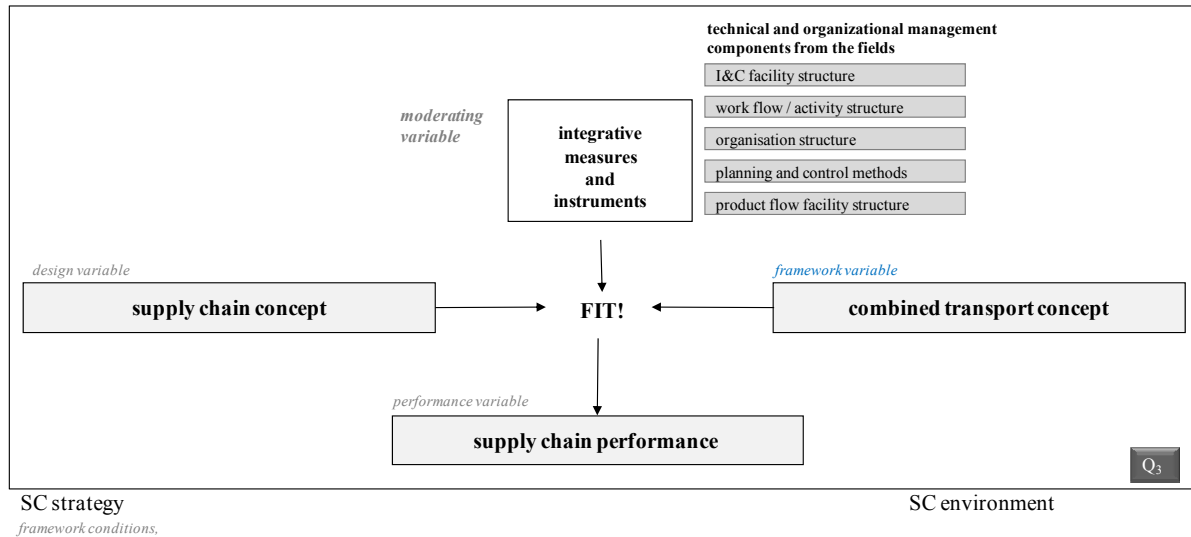 technical and organizational management
components from the fields
I&C facility structure
work flow / activity structure
organisation structure
planning and control methods
product flow facility structure
moderating
variable
integrative
measures
and
instruments
design variable
supply chain concept
FIT!
framework variable
combined transport concept
performance variable
supply chain performance
Q3
SC strategy
SC environment
framework conditions,